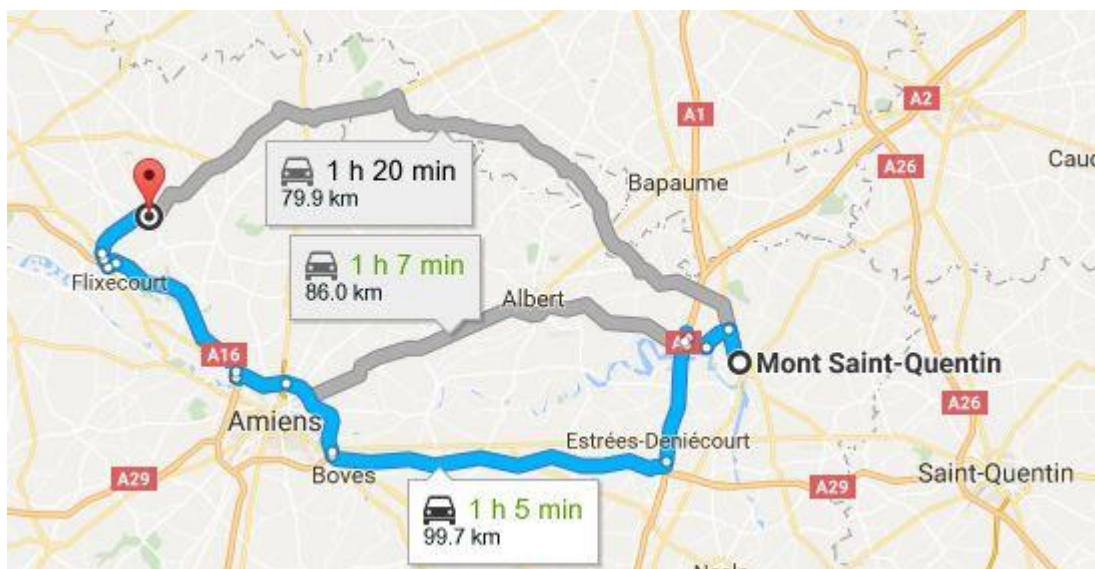 A2
A1
A26
Cauc
1 h 20 min
79.9 km
Bapaume
Flixecourt
1 h 7 min
86.0 km
Albert
A16
Mont Saint-Quentin
A26
Amiens
Estrées-Deniécourt
Boves
A29
A29
Saint-Quentin
1 h 5 min
99.7 km